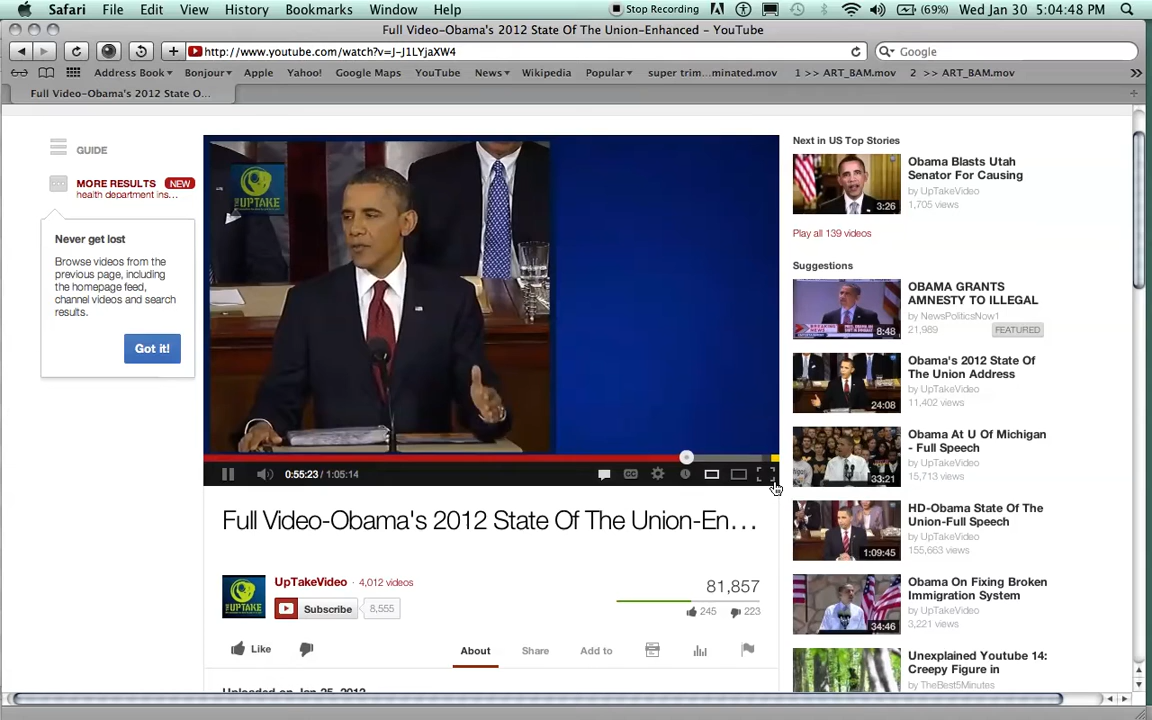 Safari File Edit View History Bookmarks Window Help Stop Recording (69%) Wed Jan 30 5:04:48 PM
Full Video-Obama's 2012 State Of The Union-Enhanced - YouTube
http://www.youtube.com/watch?v=J-J1LYjaXW4 Google
Address Book Bonjour Apple Yahoo! Google Maps YouTube News Wikipedia Popular super trim...minated.mov 1 >> ART_BAM.mov 2 >> ART_BAM.mov
Full Video-Obama's 2012 State O...
GUIDE
MORE RESULTS NEW
health department ins...
Never get lost
Browse videos from the
previous page, including
the homepage feed,
channel videos and search
results.
Got it!
THE UPTAKE
0:55:23 / 1:05:14
CC
Full Video-Obama's 2012 State Of The Union-En...
THE UPTAKE
UpTakeVideo · 4,012 videos
Subscribe 8,555
81,857
245 223
Like
About Share Add to
Uploaded on Jan 25, 2012
Next in US Top Stories
3:26
Obama Blasts Utah
Senator For Causing
by UpTakeVideo
1,705 views
Play all 139 videos
Suggestions
8:48
OBAMA GRANTS
AMNESTY TO ILLEGAL
by NewsPoliticsNow1
21,989 FEATURED
24:08
Obama's 2012 State Of
The Union Address
by UpTakeVideo
11,402 views
33:21
Obama At U Of Michigan
- Full Speech
by UpTakeVideo
15,713 views
1:09:45
HD-Obama State Of The
Union-Full Speech
by UpTakeVideo
155,663 views
34:46
Obama On Fixing Broken
Immigration System
by UpTakeVideo
3,221 views
Unexplained Youtube 14:
Creepy Figure in
by TheBest5Minutes